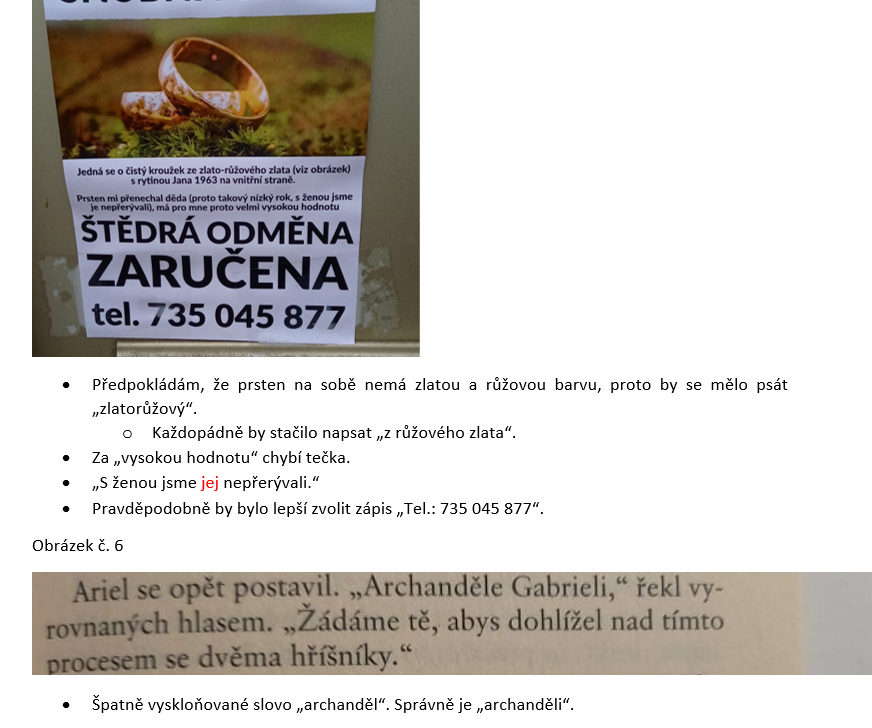 Jedná se o čistý kroužek ze zlato-růžového zlata (viz obrázek)
s rytinou Jana 1963 na vnitřní straně.
Prsten mi přenechal děda (proto takový nízký rok, s ženou jsme
je nepřerývali), má pro mne proto velmi vysokou hodnotu
ŠTĚDRÁ ODMĚNA
ZARUČENA
tel. 735 045 877
• Předpokládám, že prsten na sobě nemá zlatou a růžovou barvu, proto by se mělo psát
„zlatorůžový“.
o Každopádně by stačilo napsat „z růžového zlata“.
• Za „vysokou hodnotu“ chybí tečka.
• „S ženou jsme jej nepřerývali.“
• Pravděpodobně by bylo lepší zvolit zápis „Tel.: 735 045 877“.
Obrázek č. 6
Ariel se opět postavil. „Archanděle Gabrieli,“ řekl vy-
rovnaných hlasem. „Žádáme tě, abys dohlížel nad tímto
procesem se dvěma hříšníky.“
• Špatně vyskloňované slovo „archanděl“. Správně je „archanděli“.